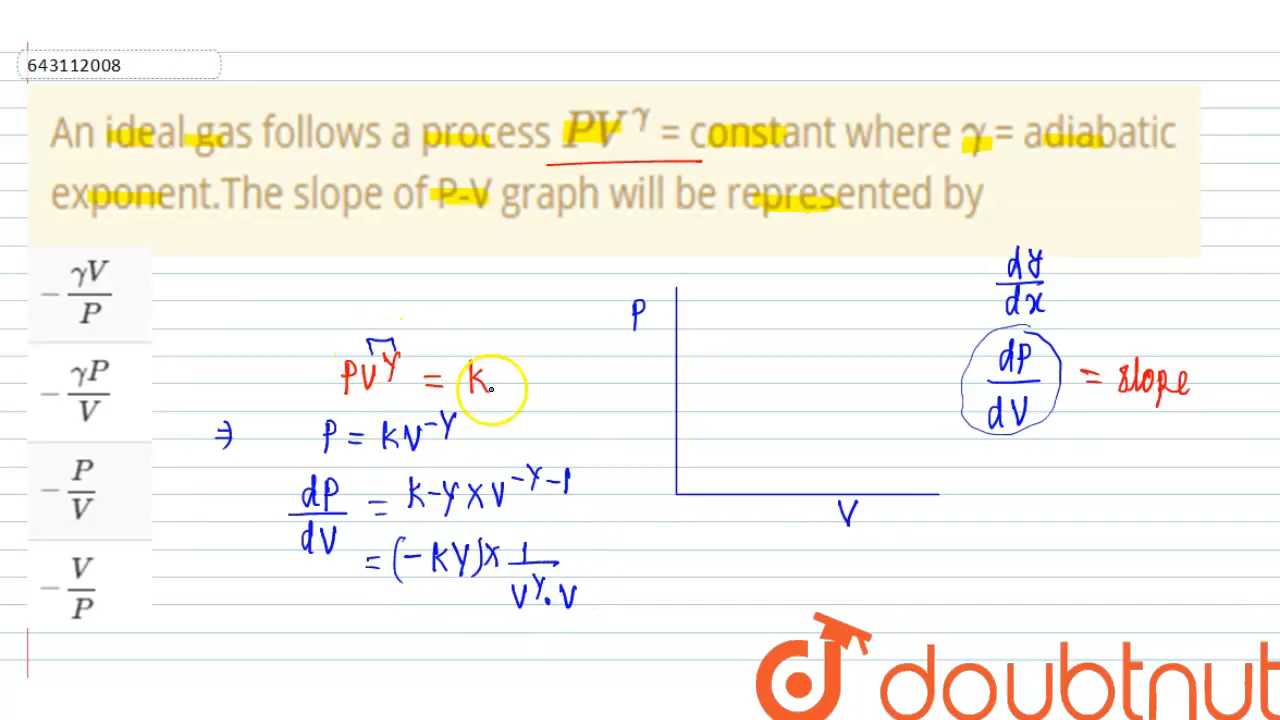 643112008
An ideal gas follows a process PV^γ = constant where γ = adiabatic
exponent.The slope of P-V graph will be represented by
- γV/P
- γP/V
- P/V
- V/P
PV^γ = K
⇒ P = KV^-γ
dP/dV = K-γ×V^-γ-1
= (-Kγ)× 1/V^γ.V
P
V
dy/dx
dP/dV = slope
doubtnut